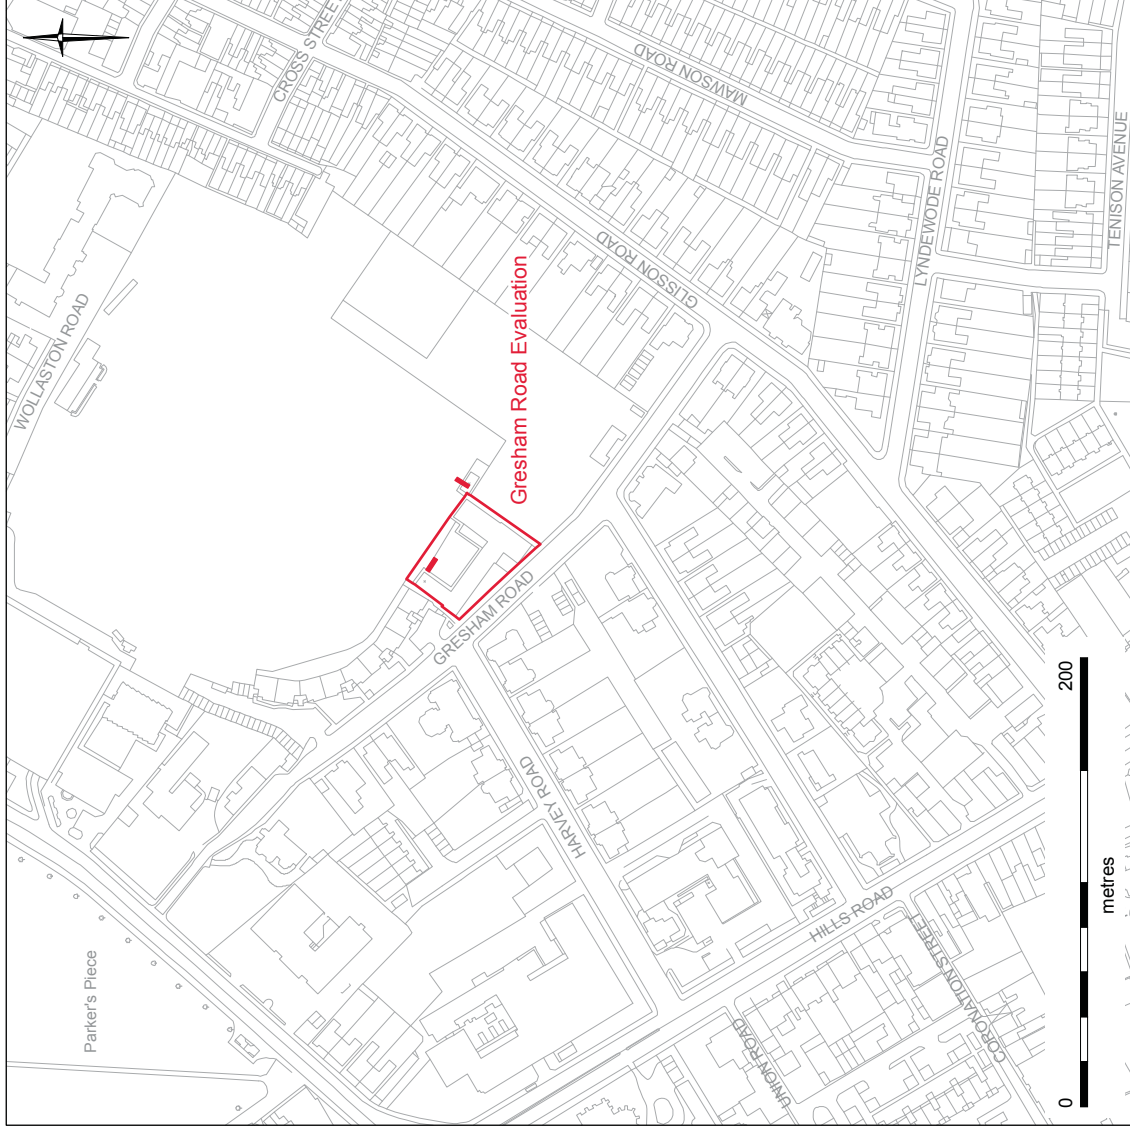 CROSS STREET
MAWSON ROAD
WOLLASTON ROAD
GLISSON ROAD
LYNDEWODE ROAD
TENISON AVENUE
Gresham Road Evaluation
GRESHAM ROAD
HARVEY ROAD
HILLS ROAD
CORONATION STREET
UNION ROAD
Parker's Piece
0
200
metres